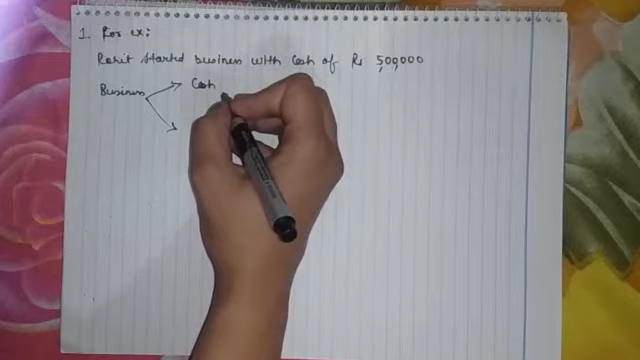 1. For ex:
Rohit started business with Cash of Rs 5,00,000
Business
Cash